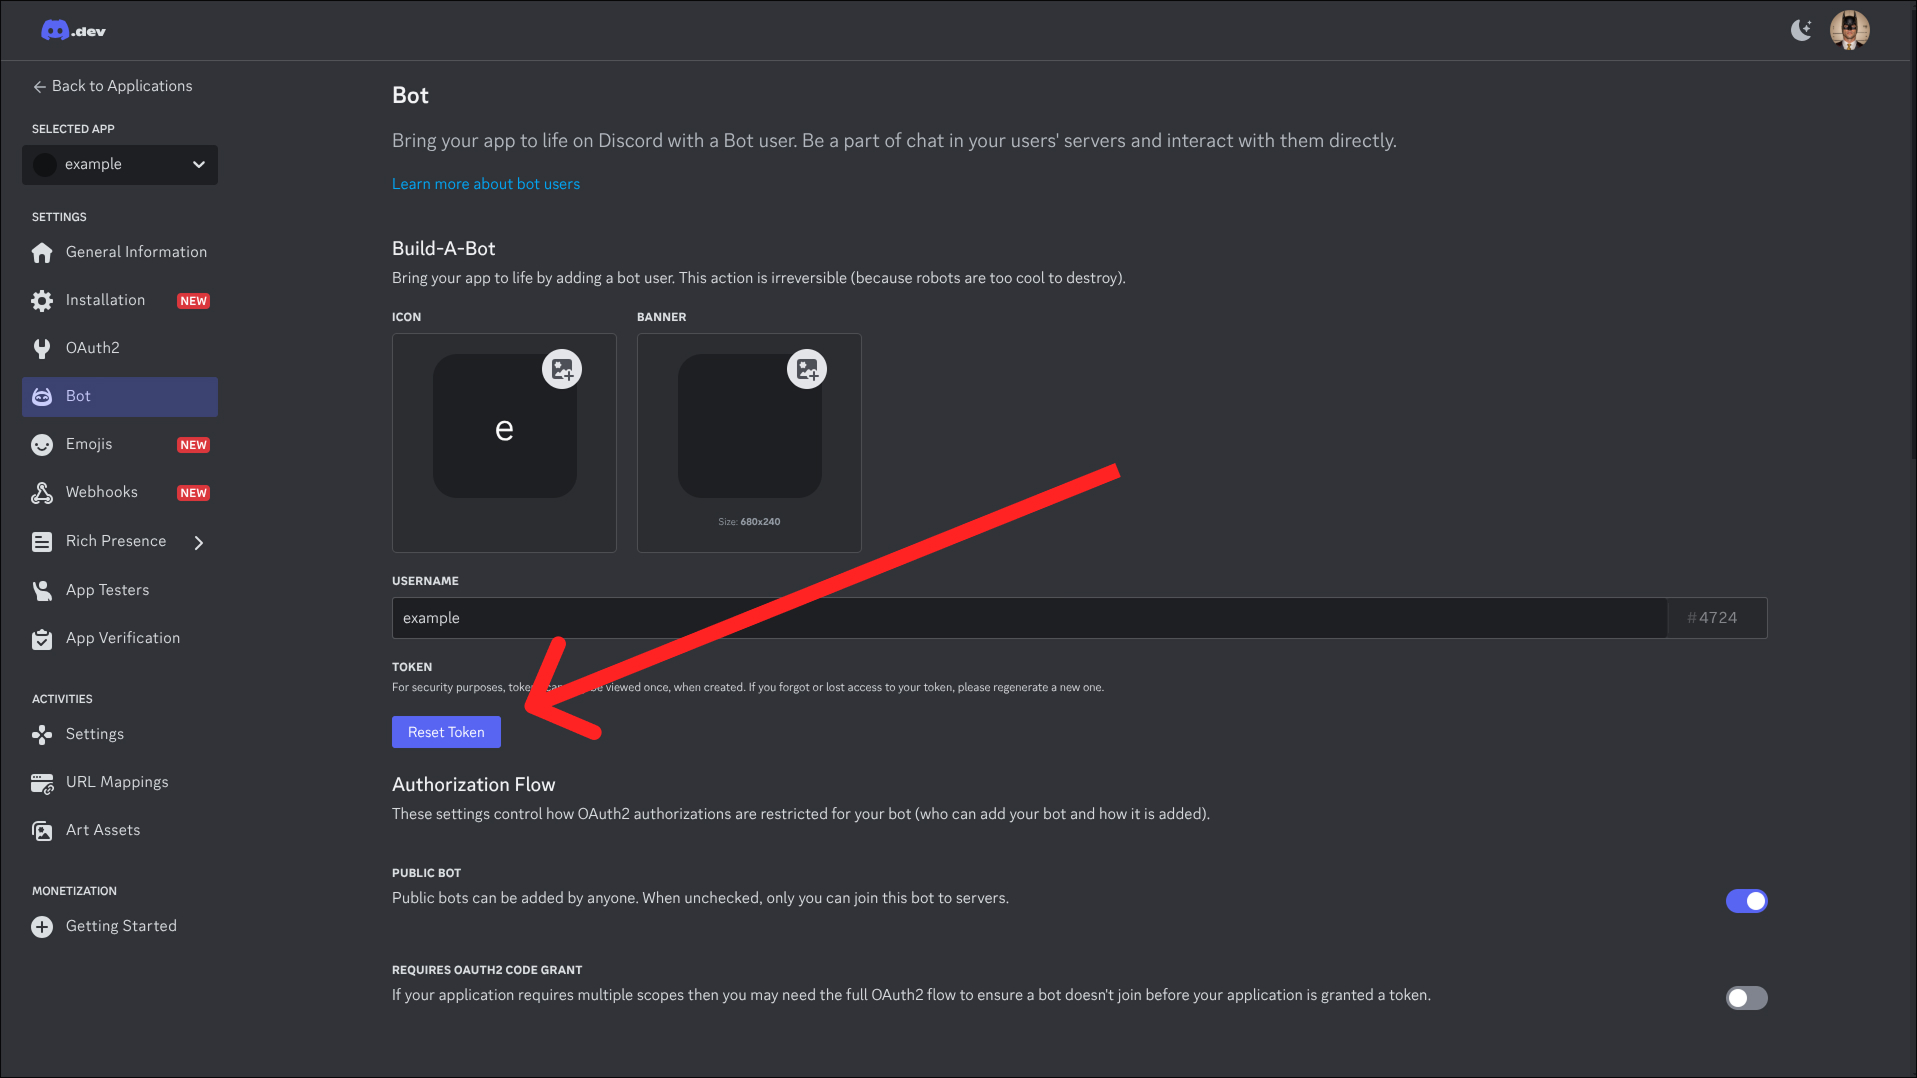 .dev
Back to Applications
SELECTED APP
example
SETTINGS
General Information
Installation NEW
OAuth2
Bot
Emojis NEW
Webhooks NEW
Rich Presence
App Testers
App Verification
ACTIVITIES
Settings
URL Mappings
Art Assets
MONETIZATION
Getting Started
Bot
Bring your app to life on Discord with a Bot user. Be a part of chat in your users' servers and interact with them directly.
Learn more about bot users
Build-A-Bot
Bring your app to life by adding a bot user. This action is irreversible (because robots are too cool to destroy).
ICON BANNER
e
Size: 680x240
USERNAME
example #4724
TOKEN
For security purposes, viewed once, when created. If you forgot or lost access to your token, please regenerate a new one.
Reset Token
Authorization Flow
These settings control how OAuth2 authorizations are restricted for your bot (who can add your bot and how it is added).
PUBLIC BOT
Public bots can be added by anyone. When unchecked, only you can join this bot to servers.
REQUIRES OAUTH2 CODE GRANT
If your application requires multiple scopes then you may need the full OAuth2 flow to ensure a bot doesn't join before your application is granted a token.